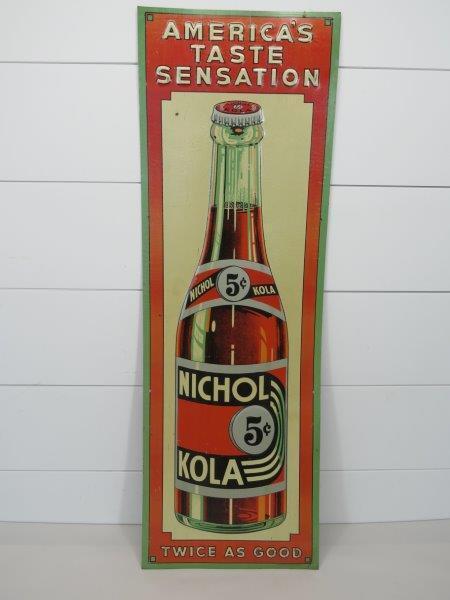 AMERICA'S
TASTE
SENSATION
NICHOL 5¢ KOLA
NICHOL
5¢
KOLA
TWICE AS GOOD